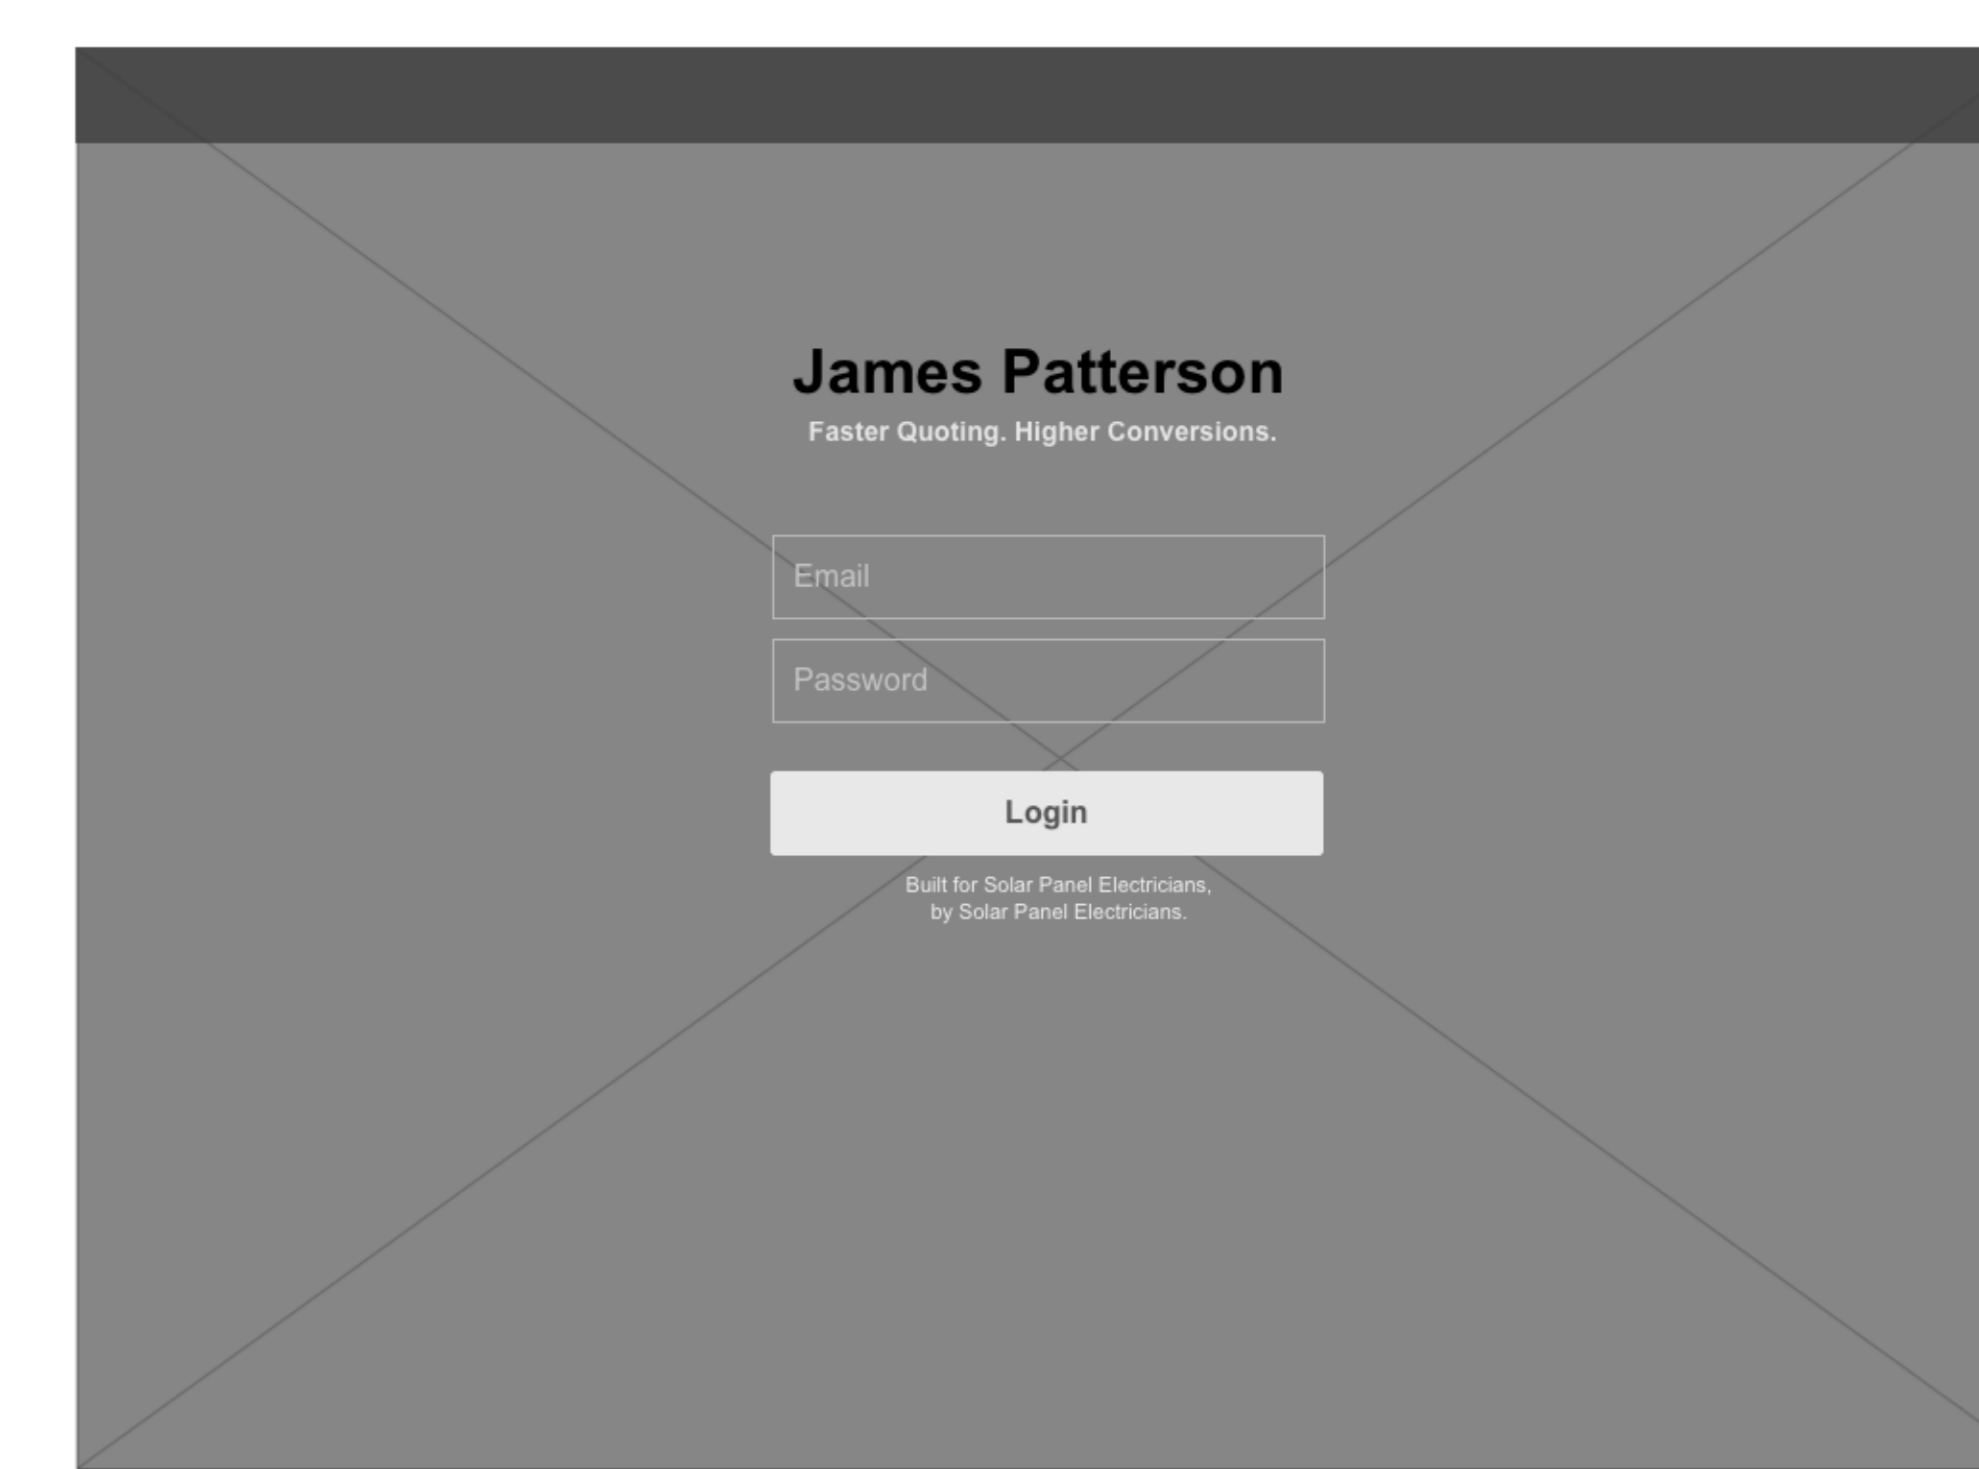 James Patterson
Faster Quoting. Higher Conversions.
Email
Password
Login
Built for Solar Panel Electricians,
by Solar Panel Electricians.